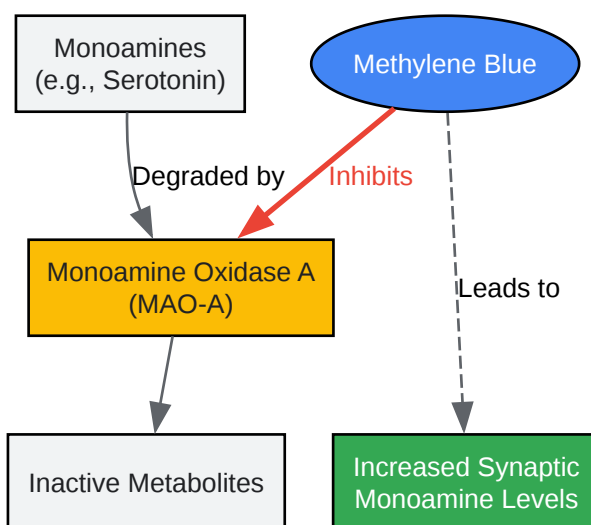 Monoamines
(e.g., Serotonin)
Methylene Blue
Degraded by
Inhibits
Monoamine Oxidase A
(MAO-A)
Leads to
Inactive Metabolites
Increased Synaptic
Monoamine Levels